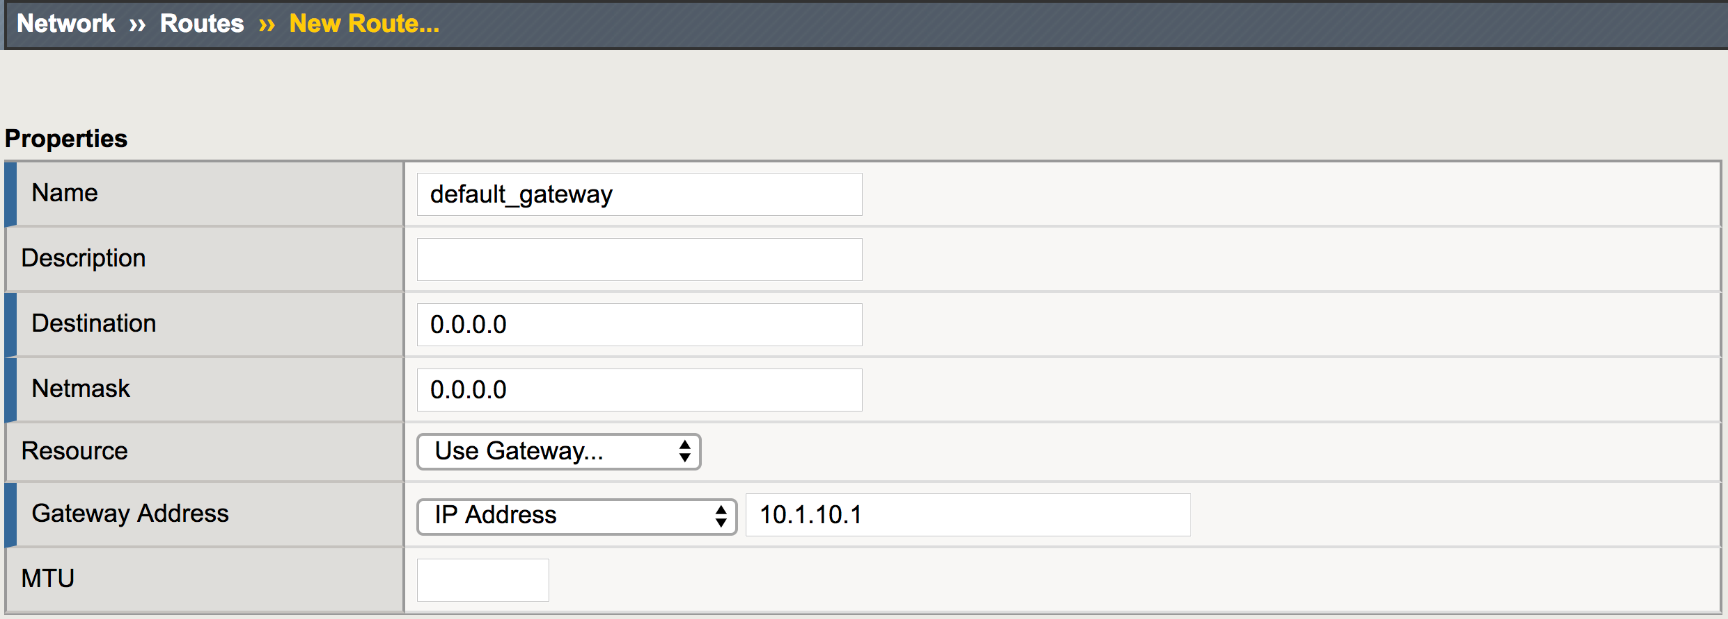 Network ›› Routes ›› New Route...
Properties
Name default_gateway
Description
Destination 0.0.0.0
Netmask 0.0.0.0
Resource Use Gateway...
Gateway Address IP Address 10.1.10.1
MTU